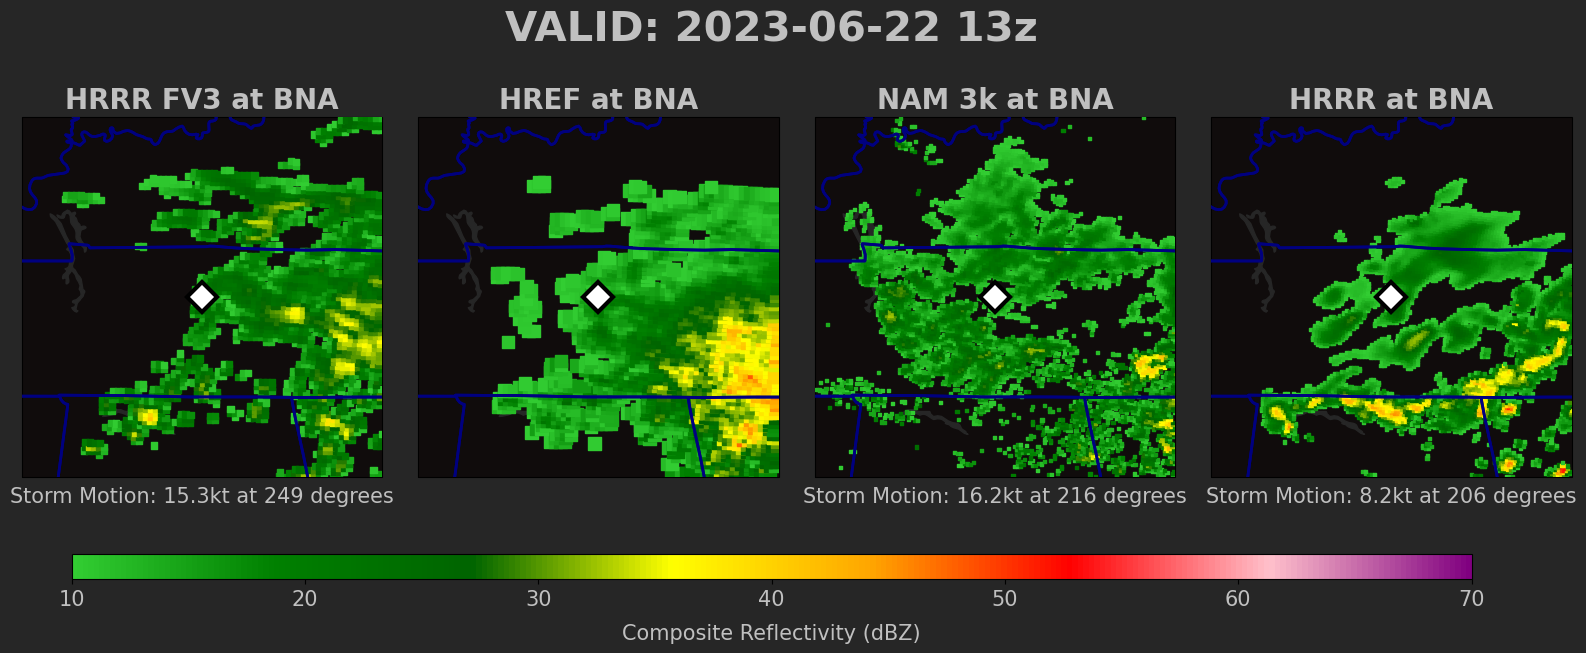 VALID: 2023-06-22 13z
HRRR FV3 at BNA
HREF at BNA
NAM 3k at BNA
HRRR at BNA
Storm Motion: 15.3kt at 249 degrees
Storm Motion: 16.2kt at 216 degrees
Storm Motion: 8.2kt at 206 degrees
10 20 30 40 50 60 70
Composite Reflectivity (dBZ)